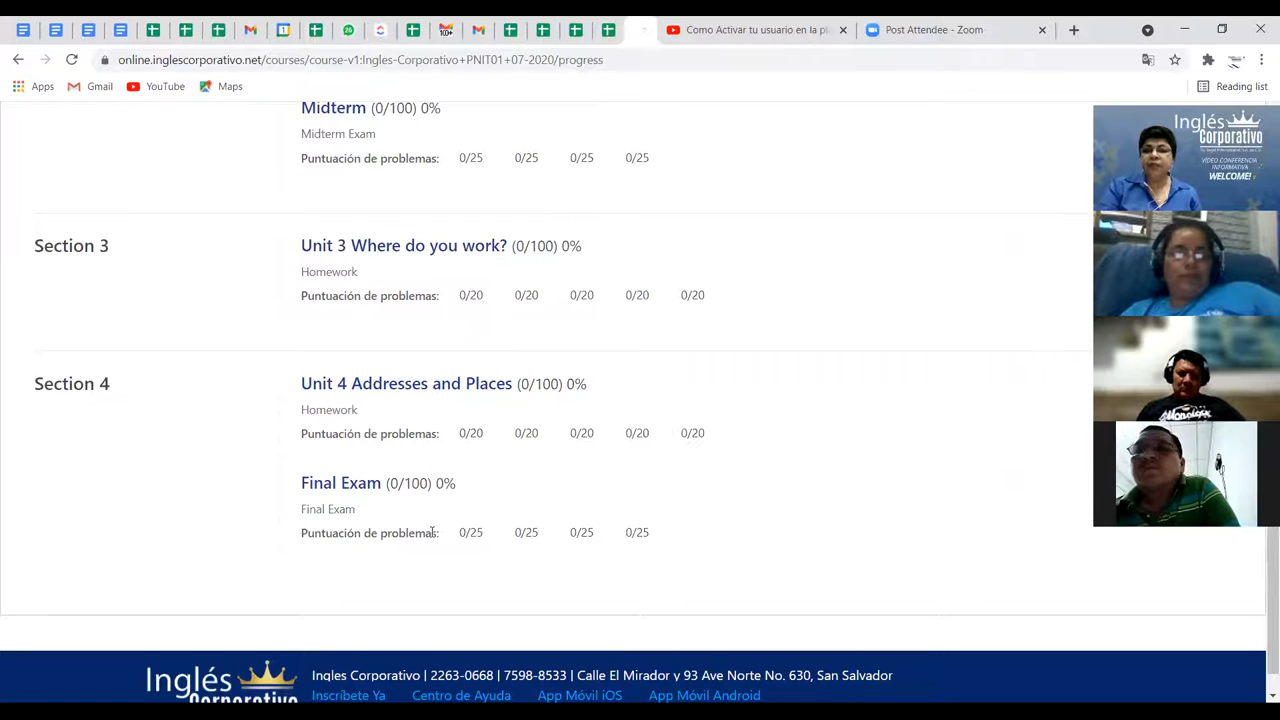 Como Activar tu usuario en la pl
Post Attendee - Zoom
online.inglescorporativo.net/courses/course-v1:Ingles-Corporativo+PNIT01+07-2020/progress
Apps
Gmail
YouTube
Maps
Reading list
Midterm (0/100) 0%
Midterm Exam
Puntuación de problemas: 0/25 0/25 0/25 0/25
Section 3
Unit 3 Where do you work? (0/100) 0%
Homework
Puntuación de problemas: 0/20 0/20 0/20 0/20 0/20
Section 4
Unit 4 Addresses and Places (0/100) 0%
Homework
Puntuación de problemas: 0/20 0/20 0/20 0/20 0/20
Final Exam (0/100) 0%
Final Exam
Puntuación de problemas: 0/25 0/25 0/25 0/25
Inglés
Corporativo
VÍDEO CONFERENCIA
INFORMATIVA
WELCOME!
Inglés
Corporativo
Ingles Corporativo | 2263-0668 | 7598-8533 | Calle El Mirador y 93 Ave Norte No. 630, San Salvador
Inscríbete Ya Centro de Ayuda App Móvil iOS App Móvil Android